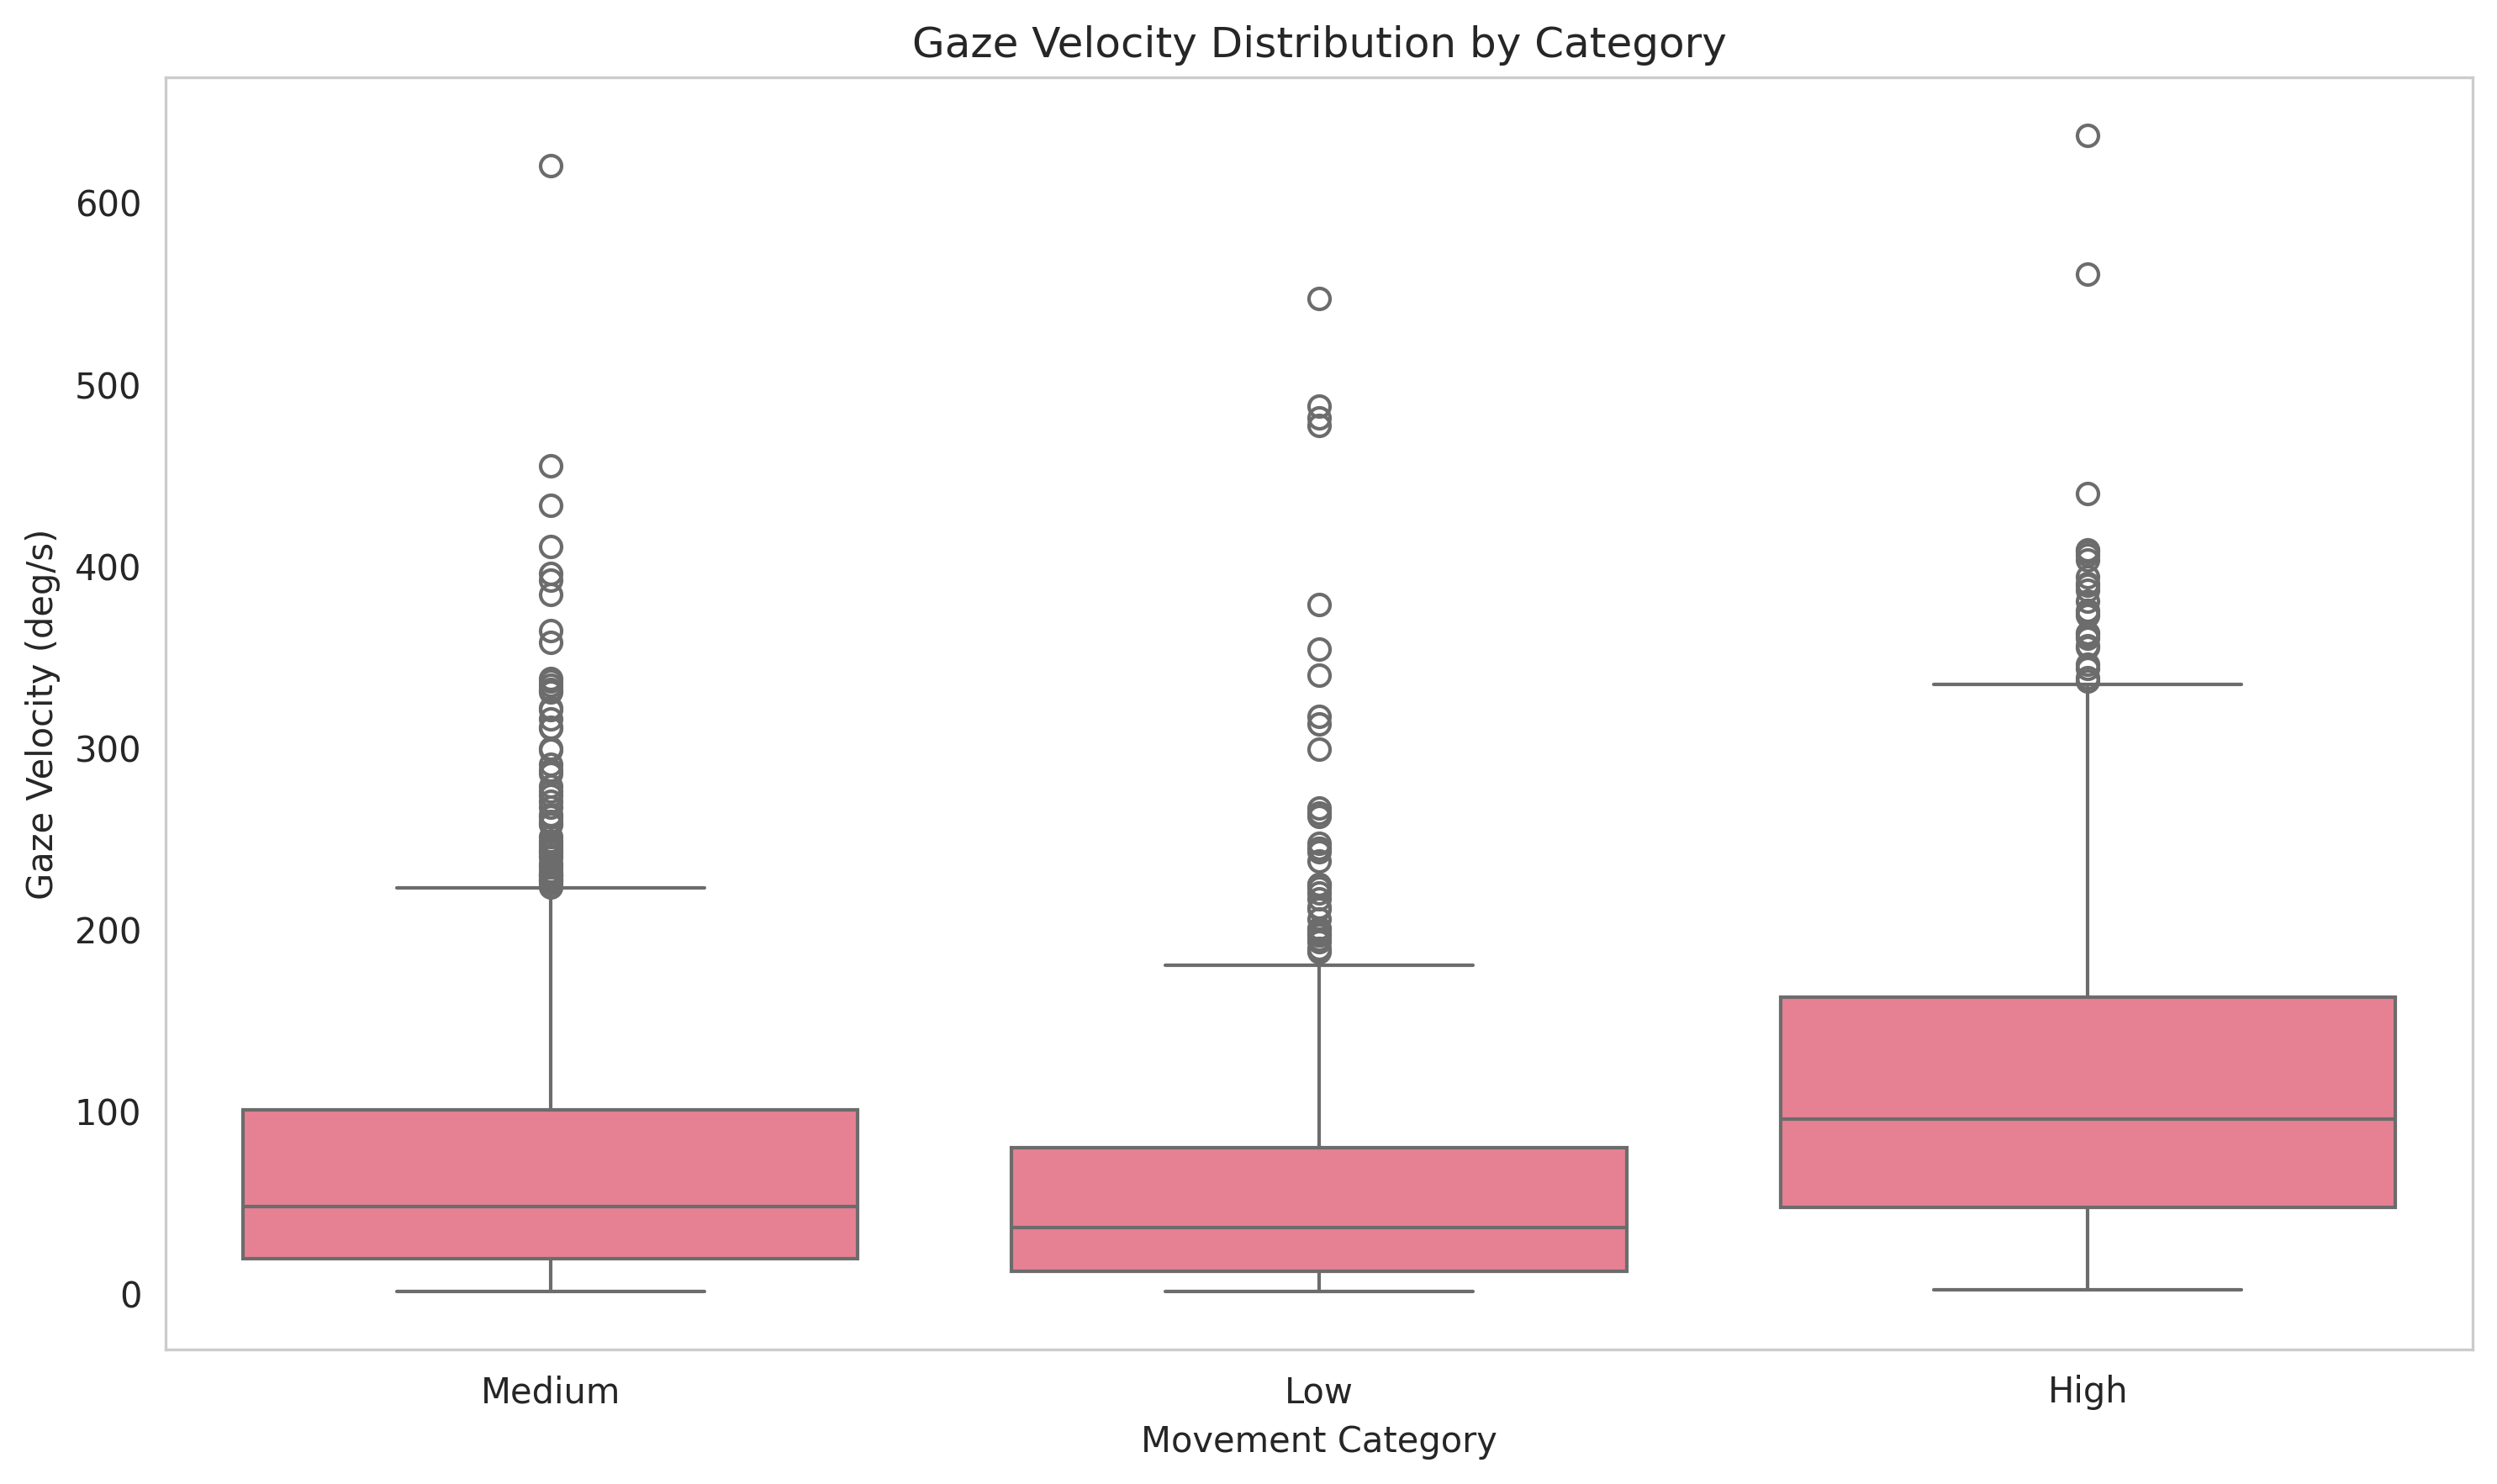 Gaze Velocity Distribution by Category
Gaze Velocity (deg/s)
600
500
400
300
200
100
0
Medium
Low
High
Movement Category